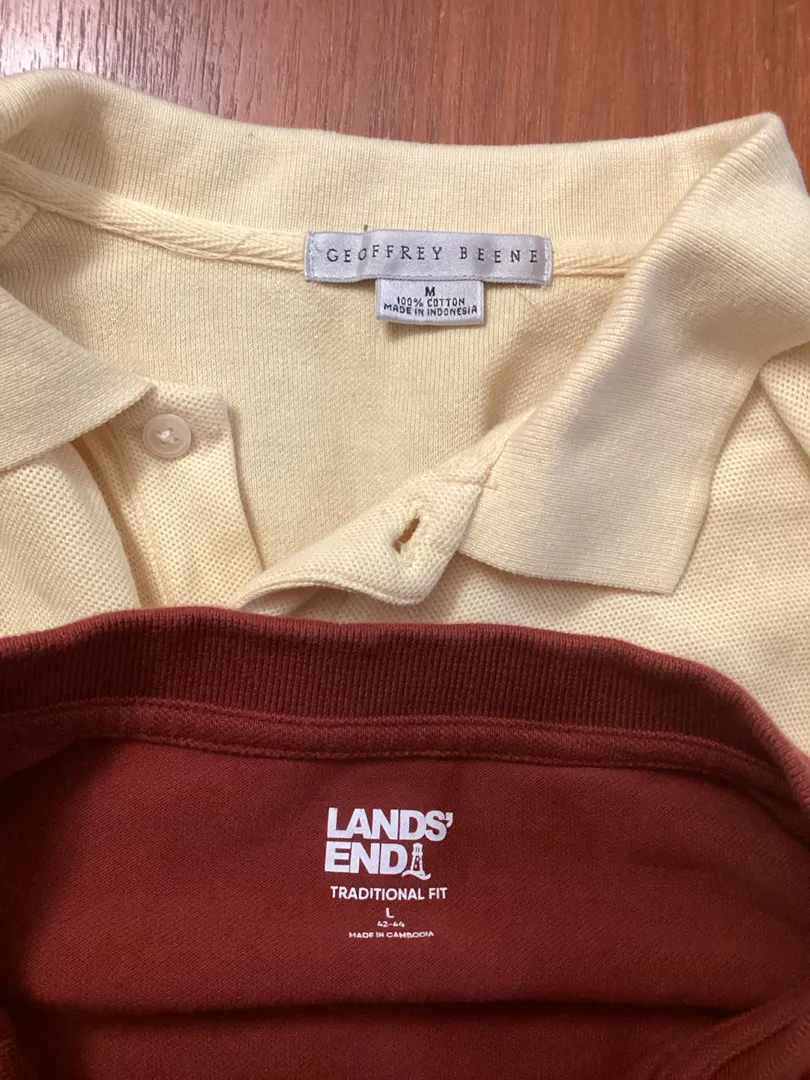 GEOFFREY BEENE
M
100% COTTON
MADE IN INDONESIA
LANDS'
END
TRADITIONAL FIT
L
42-44
MADE IN CAMBODIA